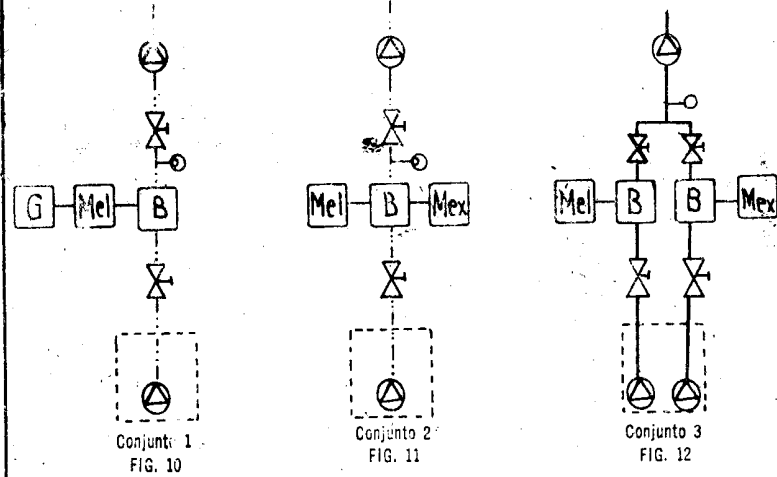 G Mel B
Mel B Mex
Mel B B Mex
Conjunto 1
FIG. 10
Conjunto 2
FIG. 11
Conjunto 3
FIG. 12